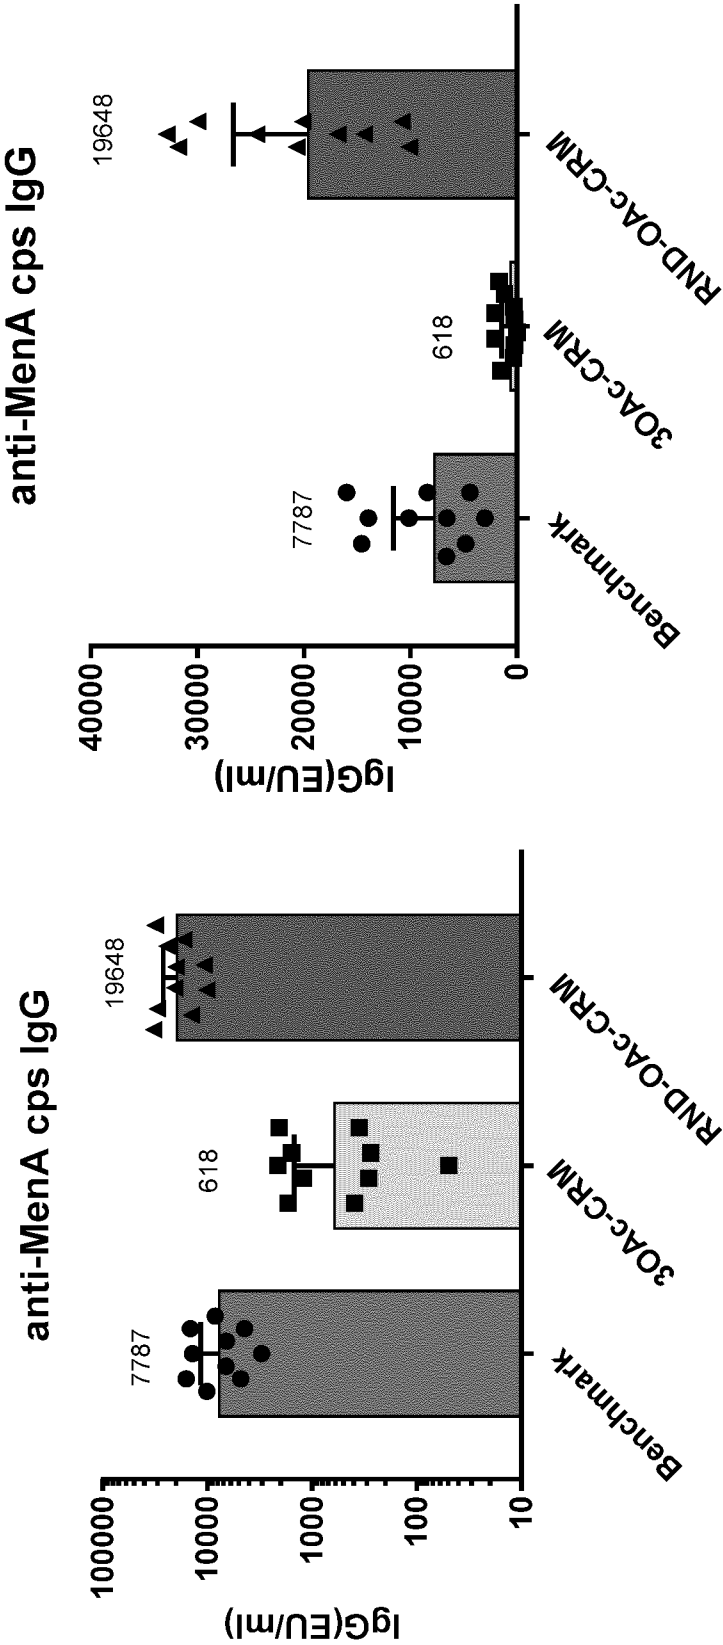 anti-MenA cps IgG
IgG(EU/ml)
100000
10000
1000
100
10
7787
618
19648
Benchmark
3OAc-CRM
RND-OAc-CRM
anti-MenA cps IgG
IgG(EU/ml)
40000
30000
20000
10000
0
7787
618
19648
Benchmark
3OAc-CRM
RND-OAc-CRM